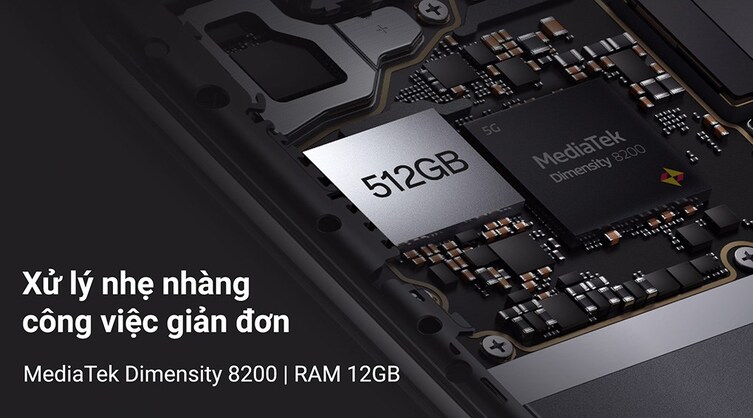 512GB
5G
MediaTek
Dimensity 8200
Xử lý nhẹ nhàng
công việc giản đơn
MediaTek Dimensity 8200 | RAM 12GB